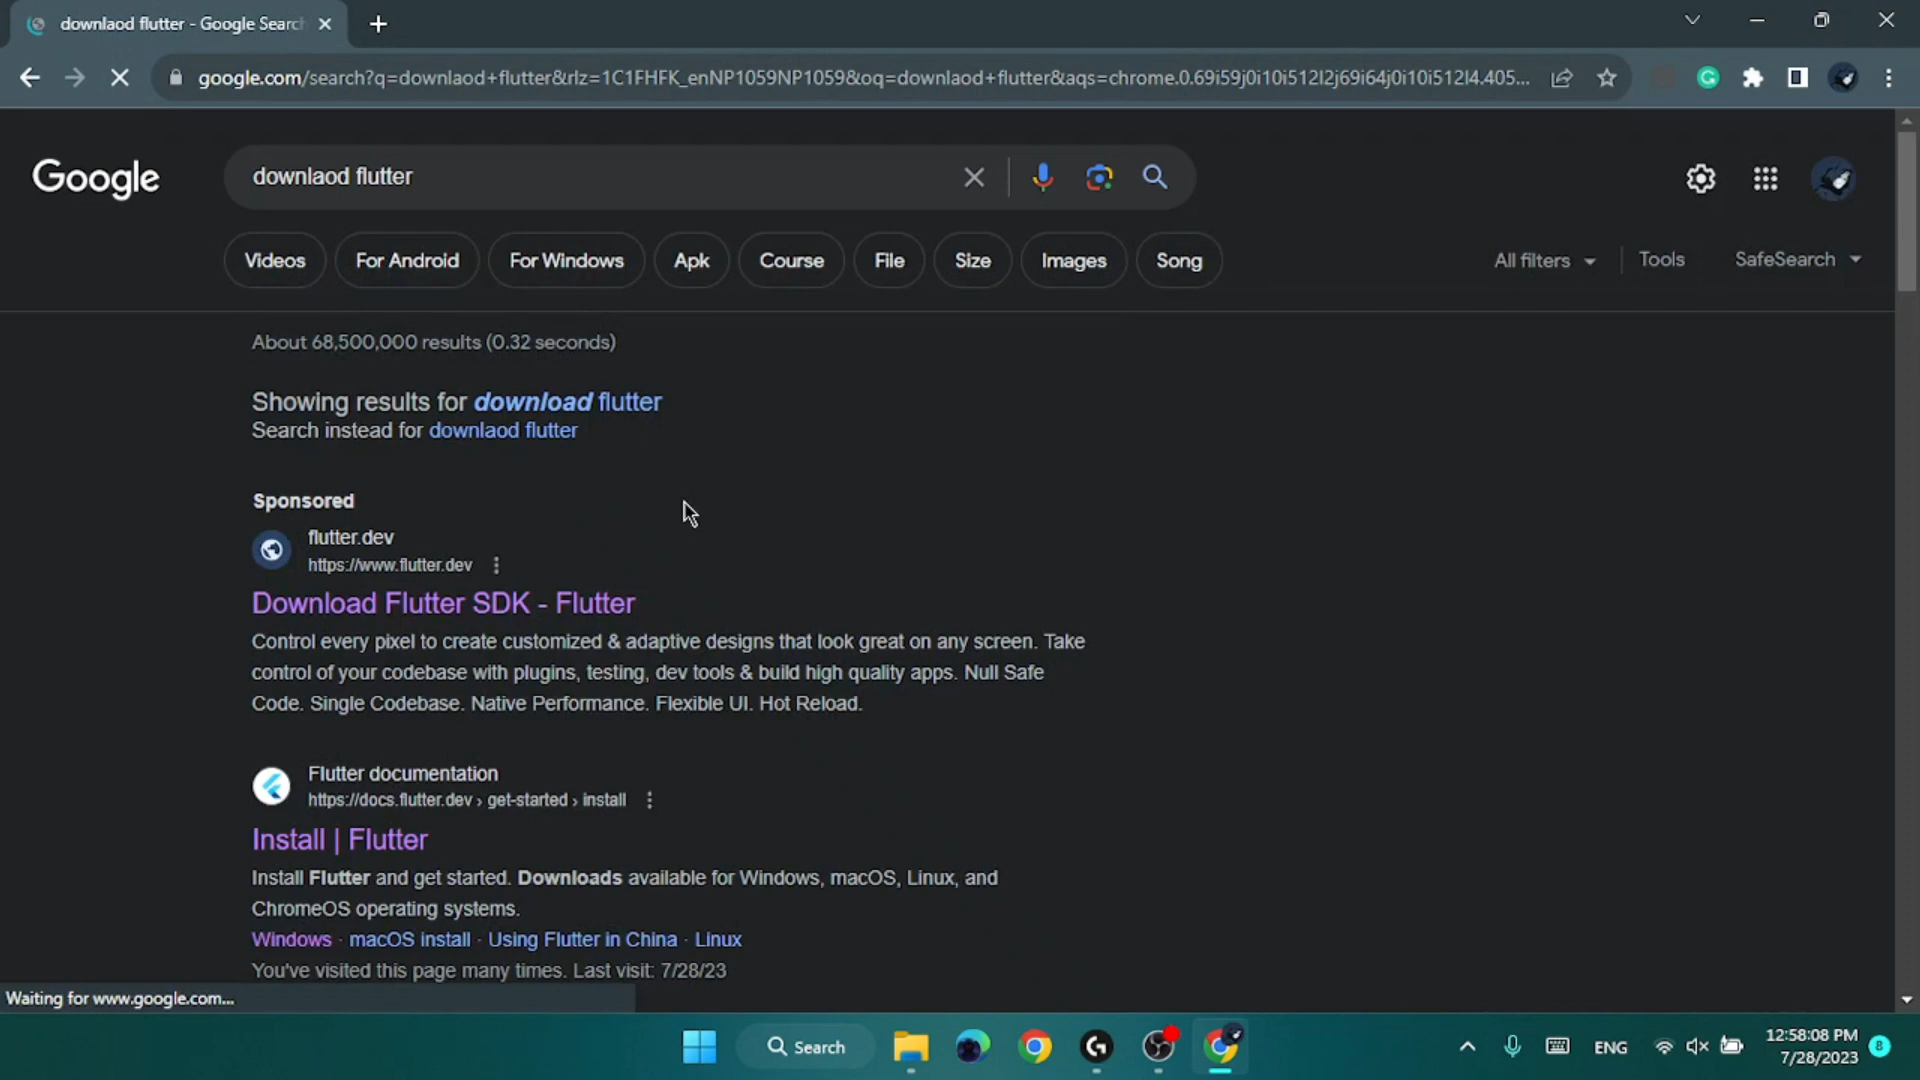 downlaod flutter - Google Searc
google.com/search?q=downlaod+flutter&rlz=1C1FHFK_enNP1059NP1059&oq=downlaod+flutter&aqs=chrome.0.69i59j0i10i512l2j69i64j0i10i512l4.405...
Google
downlaod flutter
Videos
For Android
For Windows
Apk
Course
File
Size
Images
Song
All filters
Tools
SafeSearch
About 68,500,000 results (0.32 seconds)
Showing results for download flutter
Search instead for downlaod flutter
Sponsored
flutter.dev
https://www.flutter.dev
Download Flutter SDK - Flutter
Control every pixel to create customized & adaptive designs that look great on any screen. Take
control of your codebase with plugins, testing, dev tools & build high quality apps. Null Safe
Code. Single Codebase. Native Performance. Flexible UI. Hot Reload.
Flutter documentation
https://docs.flutter.dev › get-started › install
Install | Flutter
Install Flutter and get started. Downloads available for Windows, macOS, Linux, and
ChromeOS operating systems.
Windows · macOS install · Using Flutter in China · Linux
You've visited this page many times. Last visit: 7/28/23
Waiting for www.google.com...
Search
ENG
12:58:08 PM
7/28/2023
8